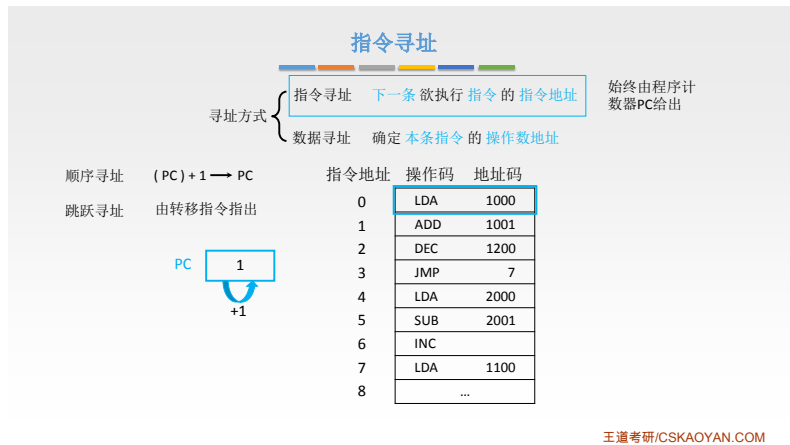 指令寻址
指令寻址 下一条 欲执行 指令 的 指令地址
始终由程序计
数器PC给出
寻址方式
数据寻址 确定 本条指令 的 操作数地址
顺序寻址 ( PC ) + 1 → PC
跳跃寻址 由转移指令指出
PC 1
+1
指令地址 操作码 地址码
0 LDA 1000
1 ADD 1001
2 DEC 1200
3 JMP 7
4 LDA 2000
5 SUB 2001
6 INC
7 LDA 1100
8 …
王道考研/CSKAOYAN.COM